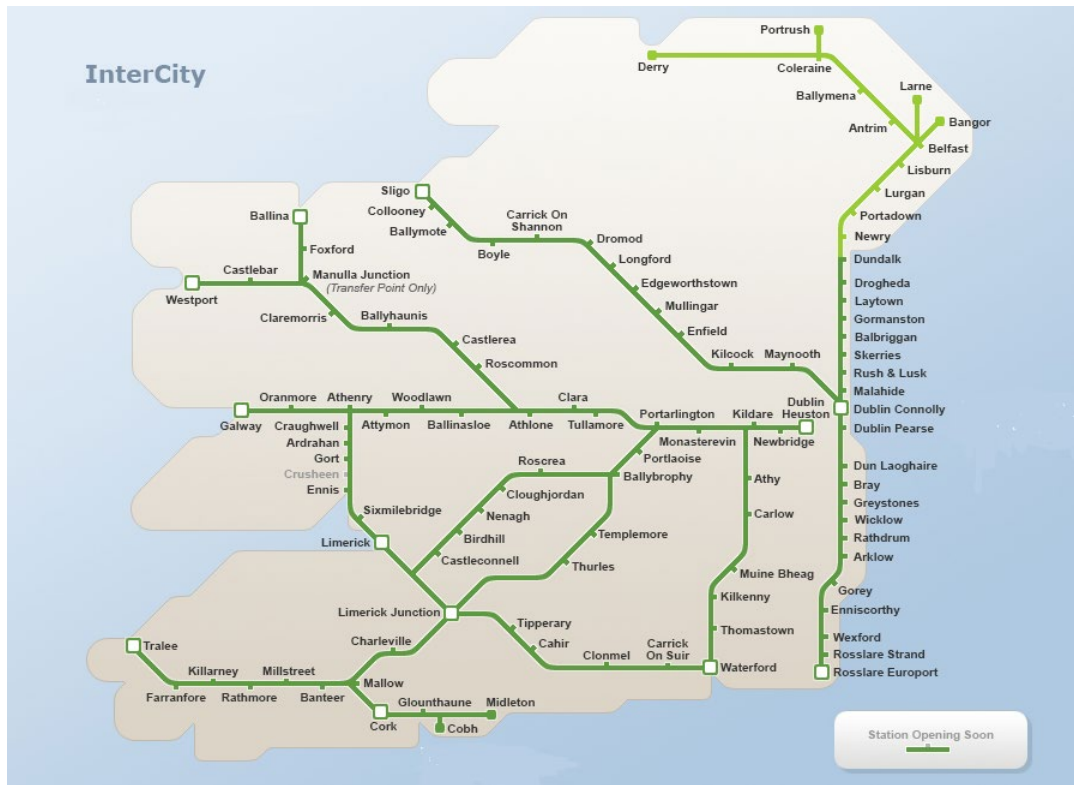 InterCity
Portrush
Derry
Coleraine
Larne
Ballymena
Bangor
Antrim
Belfast
Lisburn
Lurgan
Portadown
Newry
Sligo
Collooney
Ballymote
Carrick On
Shannon
Boyle
Dromod
Longford
Edgeworthstown
Mullingar
Enfield
Kilcock
Maynooth
Ballina
Foxford
Castlebar
Manulla Junction
(Transfer Point Only)
Westport
Claremorris
Ballyhaunis
Castlerea
Roscommon
Dundalk
Drogheda
Laytown
Gormanston
Balbriggan
Skerries
Rush & Lusk
Malahide
Dublin Connolly
Dublin Pearse
Dublin
Heuston
Oranmore
Athenry
Woodlawn
Clara
Portarlington
Kildare
Galway
Craughwell
Attymon
Ballinasloe
Athlone
Tullamore
Monasterevin
Newbridge
Ardrahan
Gort
Crusheen
Ennis
Sixmilebridge
Limerick
Roscrea
Portlaoise
Ballybrophy
Cloughjordan
Nenagh
Birdhill
Castleconnell
Templemore
Thurles
Athy
Carlow
Muine Bheag
Kilkenny
Thomastown
Dun Laoghaire
Bray
Greystones
Wicklow
Rathdrum
Arklow
Gorey
Enniscorthy
Wexford
Rosslare Strand
Rosslare Europort
Limerick Junction
Tipperary
Cahir
Clonmel
Carrick
On Suir
Waterford
Tralee
Charleville
Killarney
Millstreet
Farranfore
Rathmore
Banteer
Mallow
Glounthaune
Midleton
Cork
Cobh
Station Opening Soon